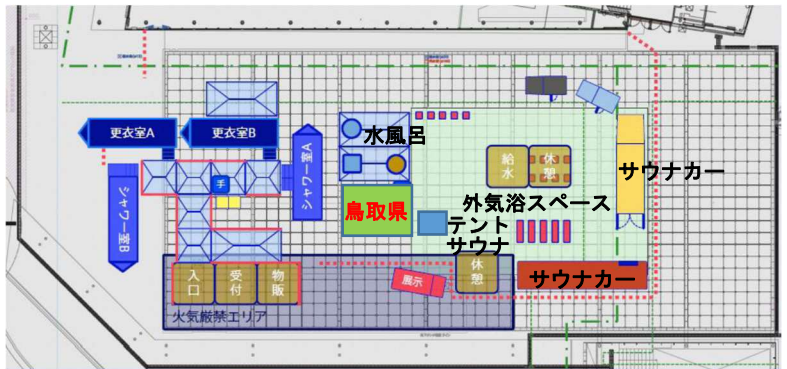 更衣室A
更衣室B
シャワー室A
水風呂
給水
休憩
サウナカー
シャワー室B
手
鳥取県
外気浴スペース
テント
サウナ
入口
受付
物販
展示
休憩
サウナカー
火気厳禁エリア